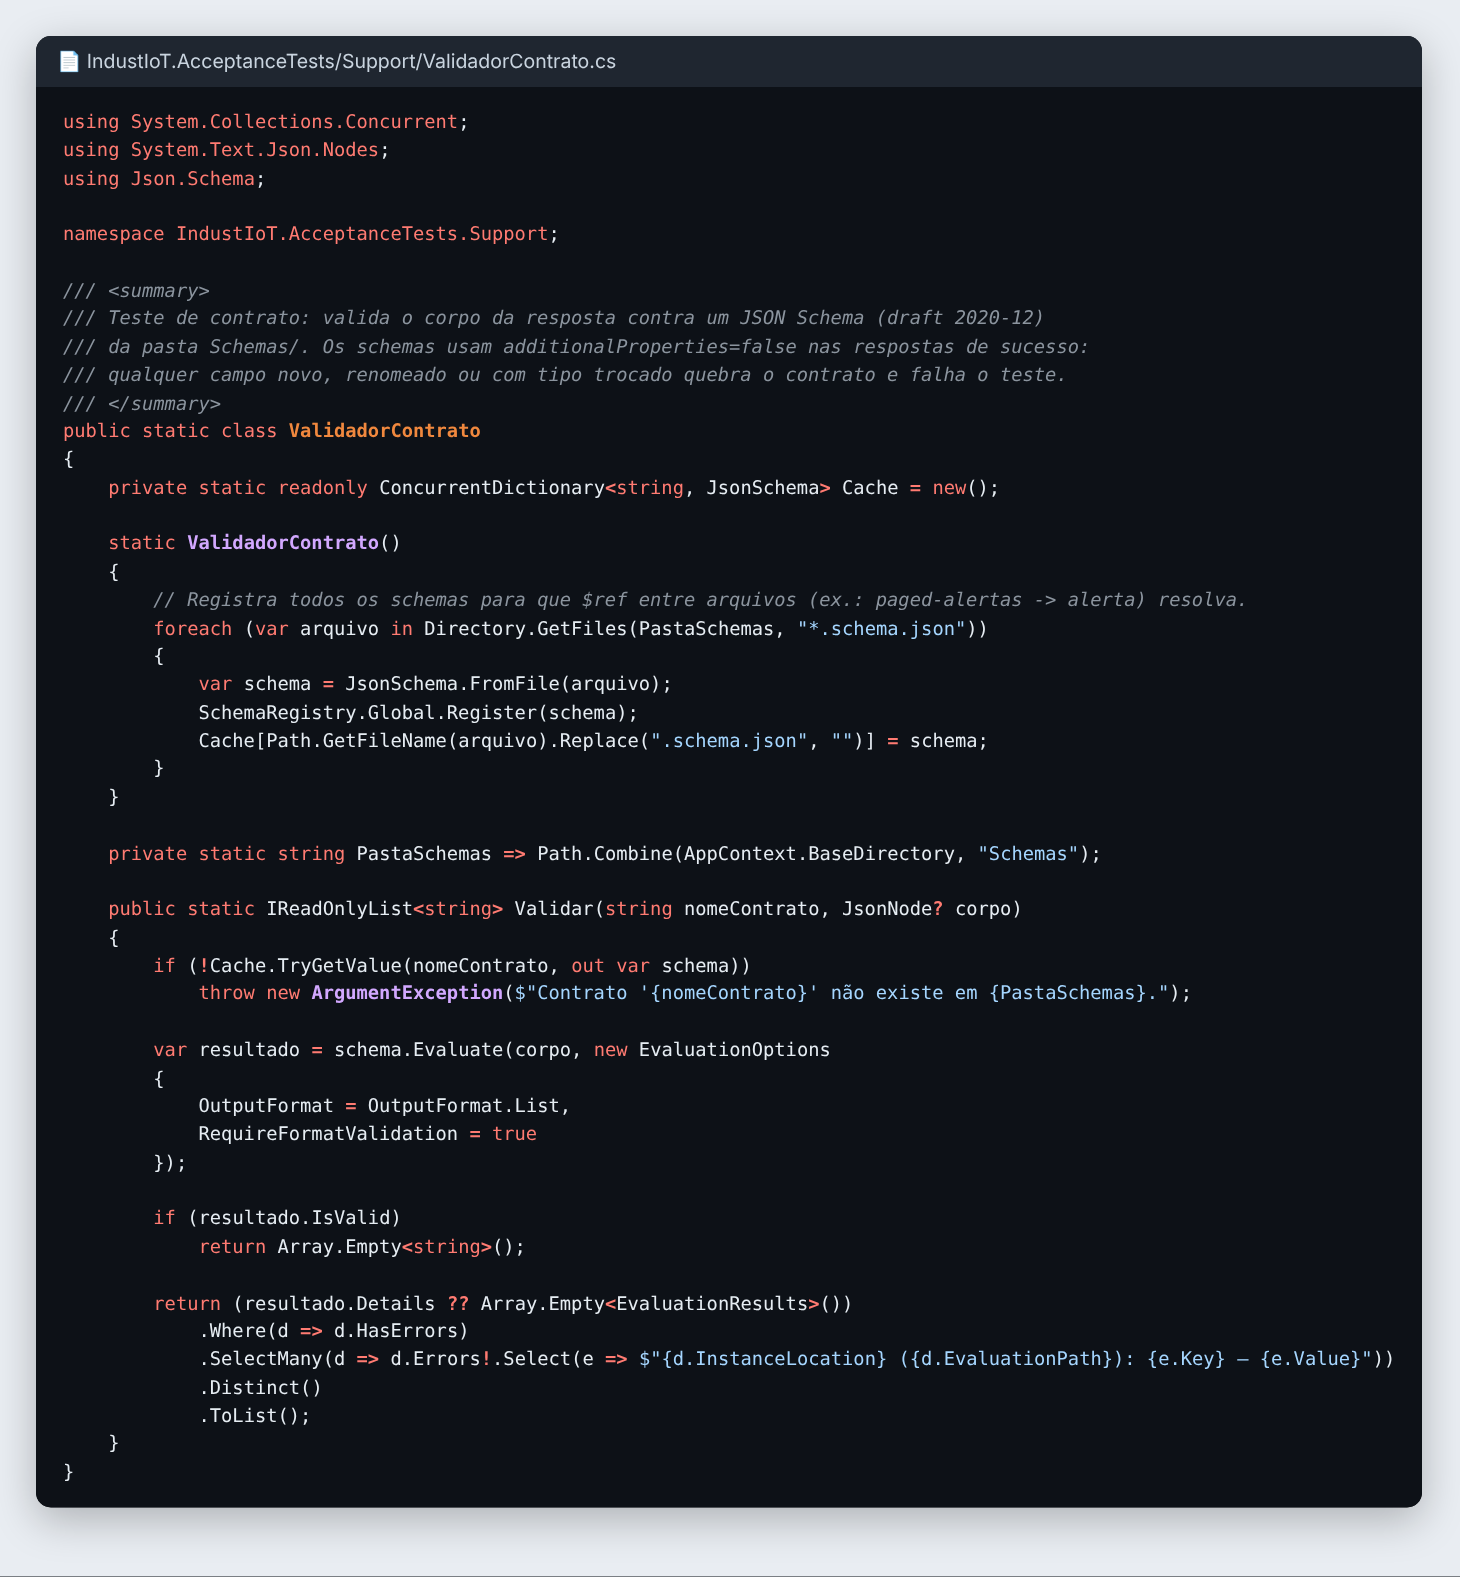 📄 IndustIoT.AcceptanceTests/Support/ValidadorContrato.cs
using System.Collections.Concurrent;
using System.Text.Json.Nodes;
using Json.Schema;

namespace IndustIoT.AcceptanceTests.Support;

/// <summary>
/// Teste de contrato: valida o corpo da resposta contra um JSON Schema (draft 2020-12)
/// da pasta Schemas/. Os schemas usam additionalProperties=false nas respostas de sucesso:
/// qualquer campo novo, renomeado ou com tipo trocado quebra o contrato e falha o teste.
/// </summary>
public static class ValidadorContrato
{
    private static readonly ConcurrentDictionary<string, JsonSchema> Cache = new();

    static ValidadorContrato()
    {
        // Registra todos os schemas para que $ref entre arquivos (ex.: paged-alertas -> alerta) resolva.
        foreach (var arquivo in Directory.GetFiles(PastaSchemas, "*.schema.json"))
        {
            var schema = JsonSchema.FromFile(arquivo);
            SchemaRegistry.Global.Register(schema);
            Cache[Path.GetFileName(arquivo).Replace(".schema.json", "")] = schema;
        }
    }

    private static string PastaSchemas => Path.Combine(AppContext.BaseDirectory, "Schemas");

    public static IReadOnlyList<string> Validar(string nomeContrato, JsonNode? corpo)
    {
        if (!Cache.TryGetValue(nomeContrato, out var schema))
            throw new ArgumentException($"Contrato '{nomeContrato}' não existe em {PastaSchemas}.");

        var resultado = schema.Evaluate(corpo, new EvaluationOptions
        {
            OutputFormat = OutputFormat.List,
            RequireFormatValidation = true
        });

        if (resultado.IsValid)
            return Array.Empty<string>();

        return (resultado.Details ?? Array.Empty<EvaluationResults>())
            .Where(d => d.HasErrors)
            .SelectMany(d => d.Errors!.Select(e => $"{d.InstanceLocation} ({d.EvaluationPath}): {e.Key} — {e.Value}"))
            .Distinct()
            .ToList();
    }
}